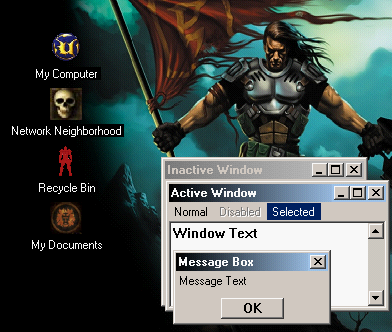 My Computer
Network Neighborhood
Recycle Bin
My Documents
Inactive Window
Active Window
Normal Disabled Selected
Window Text
Message Box
Message Text
OK